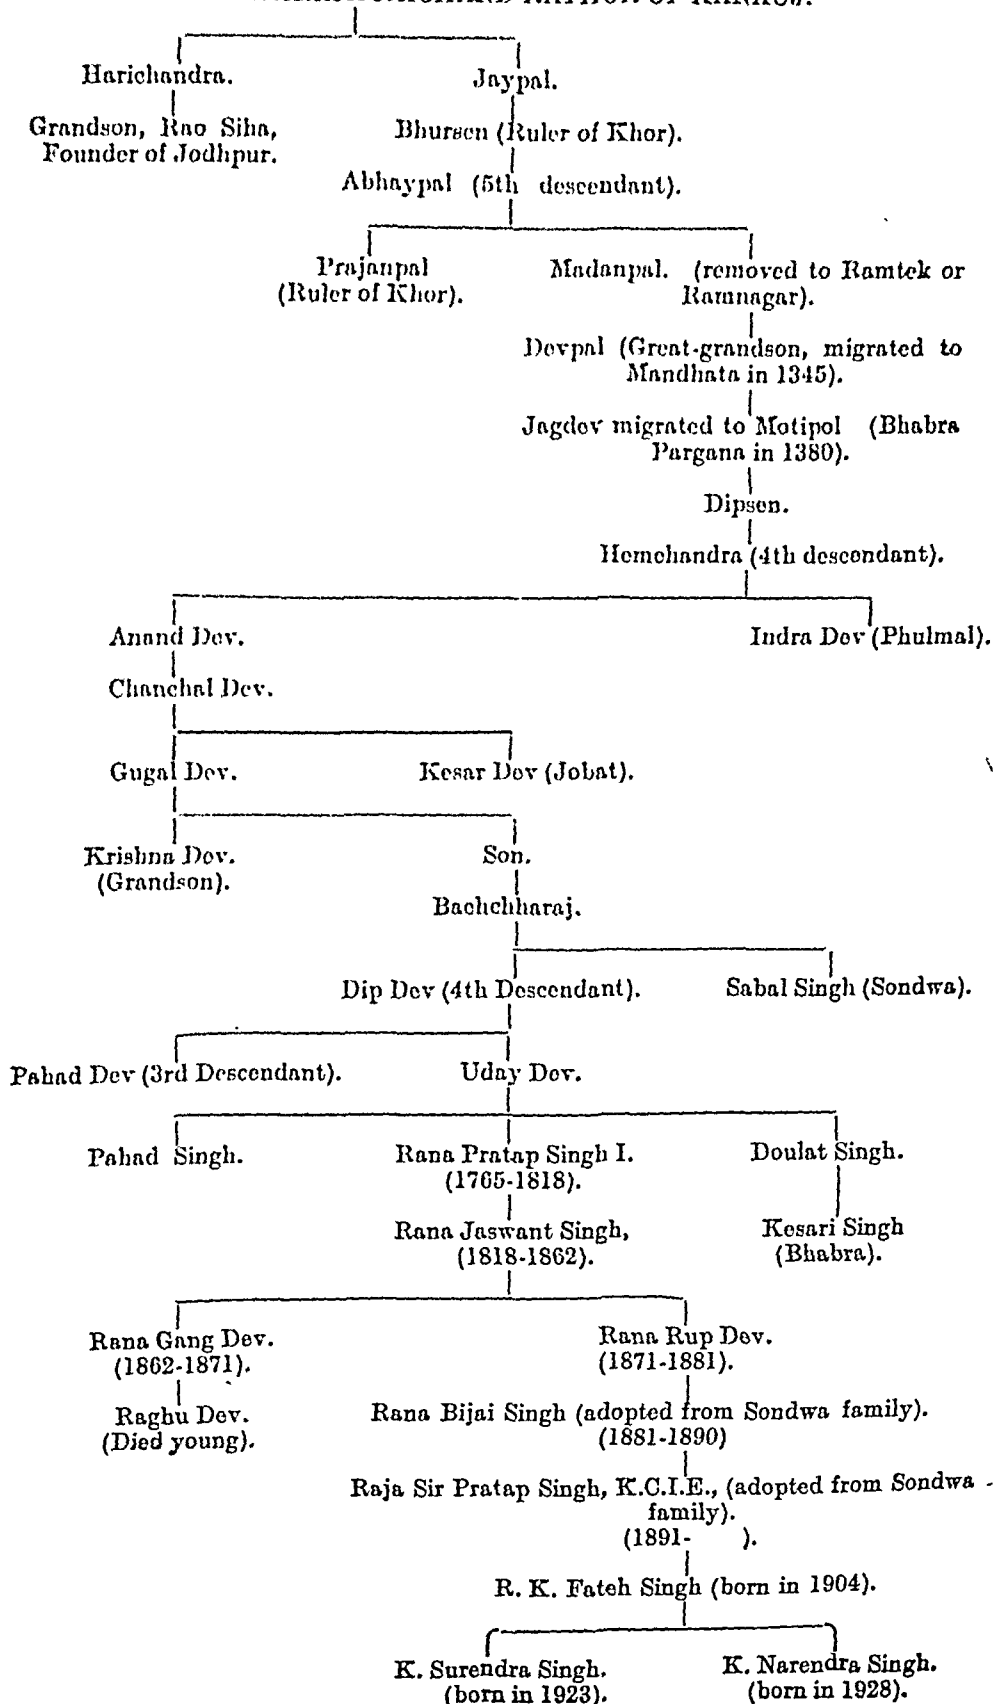 Harichandra.
Jaypal.
Grandson, Rao Siha,
Founder of Jodhpur.
Bhursen (Ruler of Khor).
Abhaypal (5th descendant).
Prajanpal
(Ruler of Khor).
Madanpal. (removed to Ramtek or
Ramnagar).
Devpal (Great-grandson, migrated to
Mandhata in 1345).
Jagdev migrated to Motipol (Bhabra
Pargana in 1380).
Dipsen.
Hemchandra (4th descendant).
Anand Dev.
Indra Dev (Phulmal).
Chanchal Dev.
Gugal Dev.
Kesar Dev (Jobat).
Krishna Dev.
(Grandson).
Son.
Bachchharaj.
Dip Dev (4th Descendant).
Sabal Singh (Sondwa).
Pahad Dev (3rd Descendant).
Uday Dev.
Pahad Singh.
Rana Pratap Singh I.
(1765-1818).
Doulat Singh.
Rana Jaswant Singh,
(1818-1862).
Kesari Singh
(Bhabra).
Rana Gang Dev.
(1862-1871).
Rana Rup Dev.
(1871-1881).
Raghu Dev.
(Died young).
Rana Bijai Singh (adopted from Sondwa family).
(1881-1890)
Raja Sir Pratap Singh, K.C.I.E., (adopted from Sondwa
family).
(1891- ).
R. K. Fateh Singh (born in 1904).
K. Surendra Singh.
(born in 1923).
K. Narendra Singh.
(born in 1928).